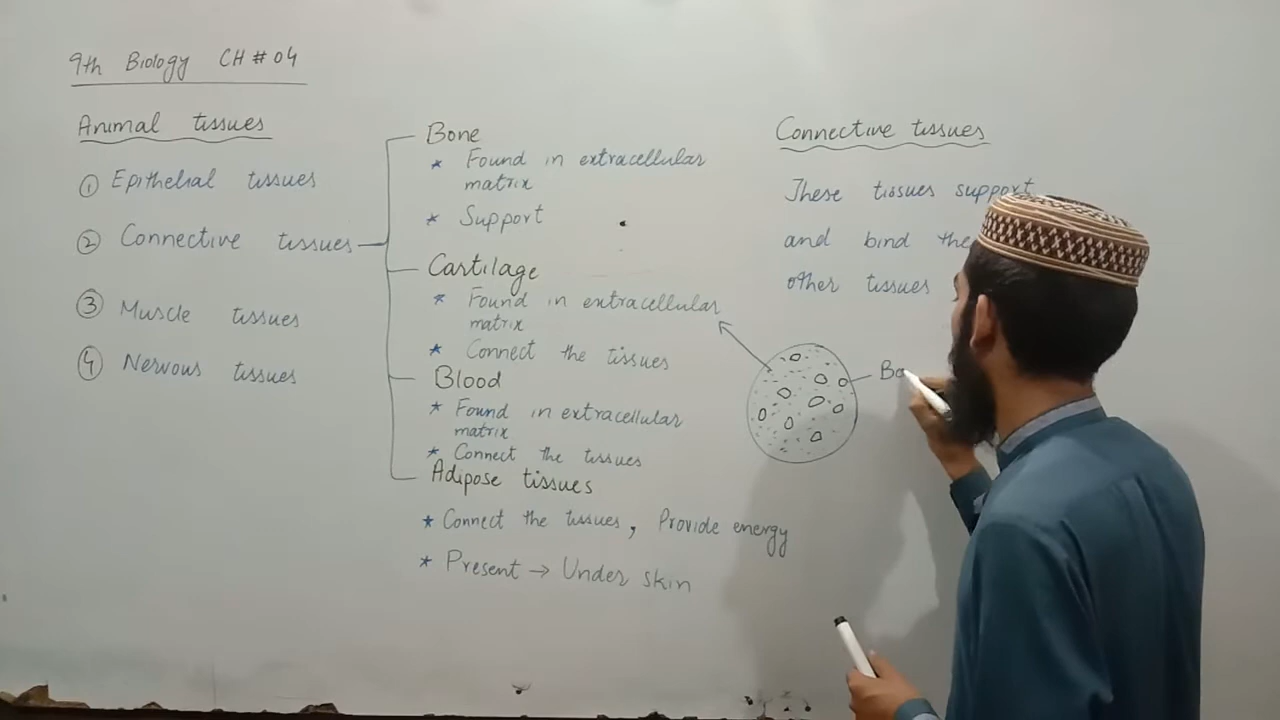 9th Biology CH # 04
Animal tissues
① Epithelial tissues
② Connective tissues
③ Muscle tissues
④ Nervous tissues
Bone
* Found in extracellular
matrix
* Support
Cartilage
* Found in extracellular
matrix
* Connect the tissues
Blood
* Found in extracellular
matrix
* Connect the tissues
Adipose tissues
* Connect the tissues, Provide energy
* Present → Under skin
Connective tissues
These tissues support
and bind the
other tissues
Bo